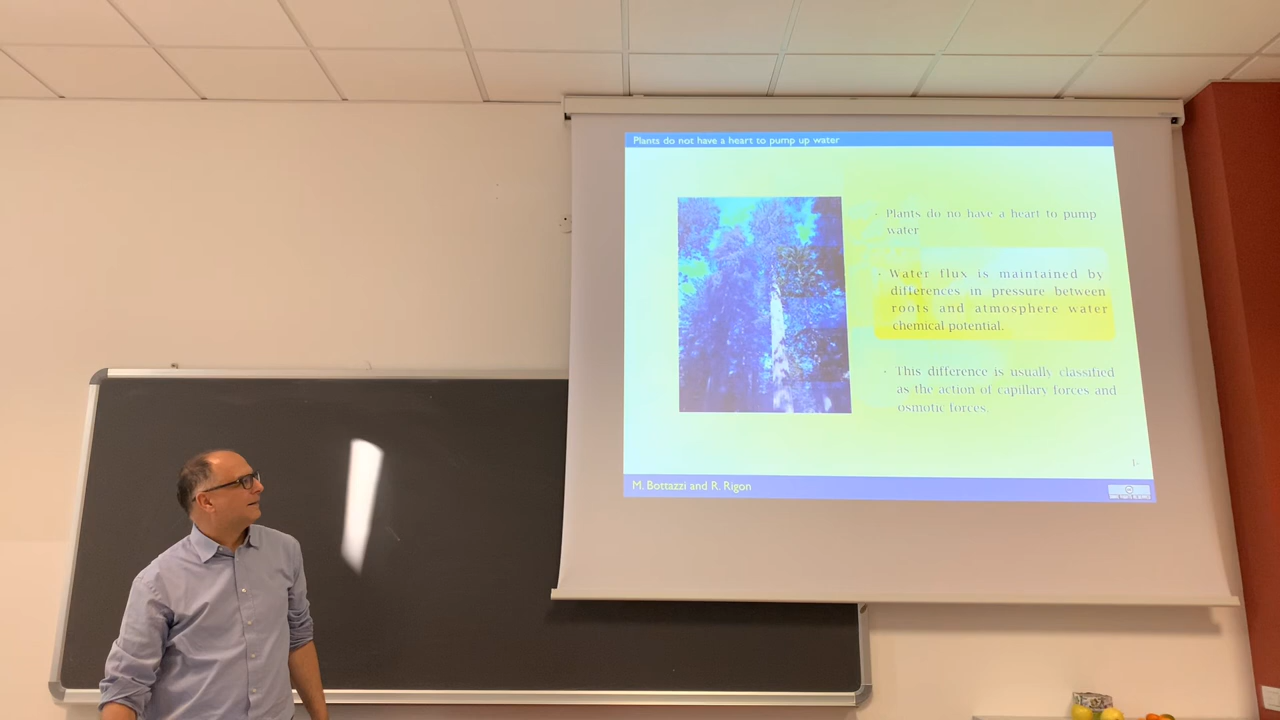 Plants do not have a heart to pump up water
· Plants do no have a heart to pump
water
· Water flux is maintained by
differences in pressure between
roots and atmosphere water
chemical potential.
· This difference is usually classified
as the action of capillary forces and
osmotic forces.
M. Bottazzi and R. Rigon